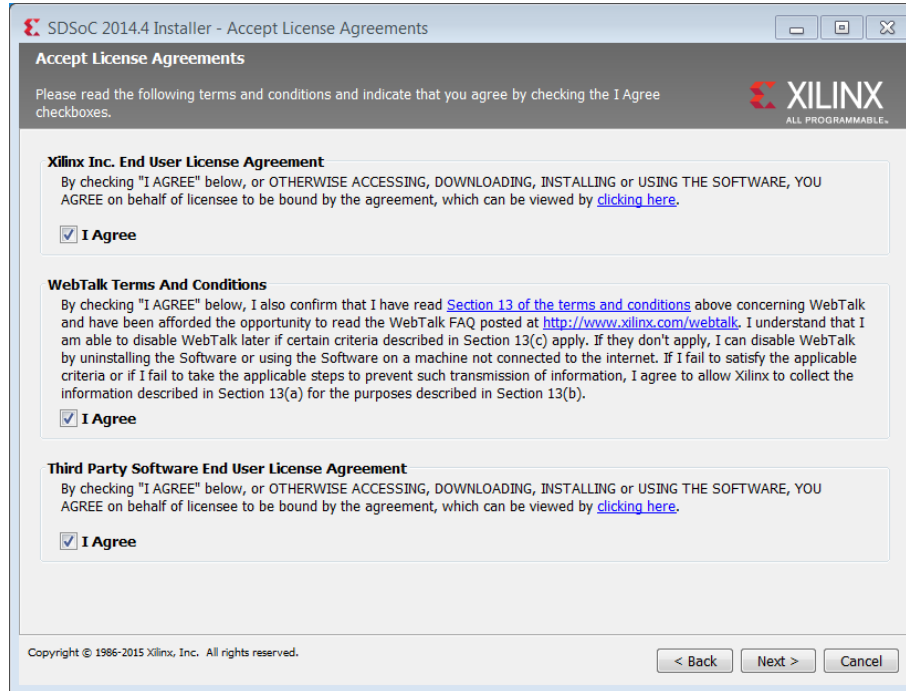 SDSoC 2014.4 Installer - Accept License Agreements
Accept License Agreements
Please read the following terms and conditions and indicate that you agree by checking the I Agree
checkboxes.
XILINX
ALL PROGRAMMABLE™
Xilinx Inc. End User License Agreement
By checking "I AGREE" below, or OTHERWISE ACCESSING, DOWNLOADING, INSTALLING or USING THE SOFTWARE, YOU
AGREE on behalf of licensee to be bound by the agreement, which can be viewed by clicking here.
I Agree
WebTalk Terms And Conditions
By checking "I AGREE" below, I also confirm that I have read Section 13 of the terms and conditions above concerning WebTalk
and have been afforded the opportunity to read the WebTalk FAQ posted at http://www.xilinx.com/webtalk. I understand that I
am able to disable WebTalk later if certain criteria described in Section 13(c) apply. If they don't apply, I can disable WebTalk
by uninstalling the Software or using the Software on a machine not connected to the internet. If I fail to satisfy the applicable
criteria or if I fail to take the applicable steps to prevent such transmission of information, I agree to allow Xilinx to collect the
information described in Section 13(a) for the purposes described in Section 13(b).
I Agree
Third Party Software End User License Agreement
By checking "I AGREE" below, or OTHERWISE ACCESSING, DOWNLOADING, INSTALLING or USING THE SOFTWARE, YOU
AGREE on behalf of licensee to be bound by the agreement, which can be viewed by clicking here.
I Agree
Copyright © 1986-2015 Xilinx, Inc. All rights reserved.
< Back
Next >
Cancel